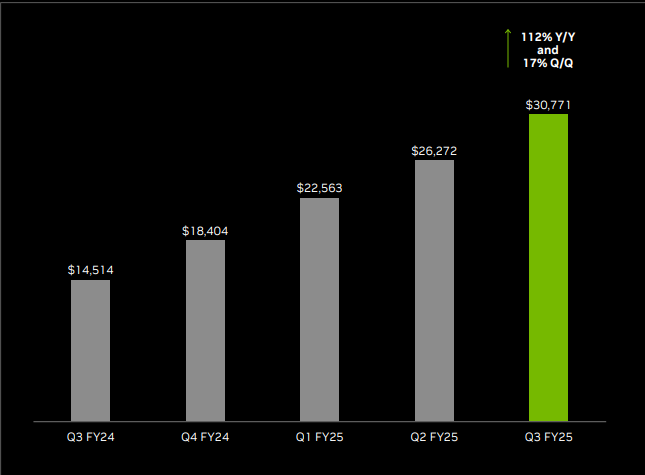 112% Y/Y
and
17% Q/Q
$30,771
$26,272
$22,563
$18,404
$14,514
Q3 FY24
Q4 FY24
Q1 FY25
Q2 FY25
Q3 FY25